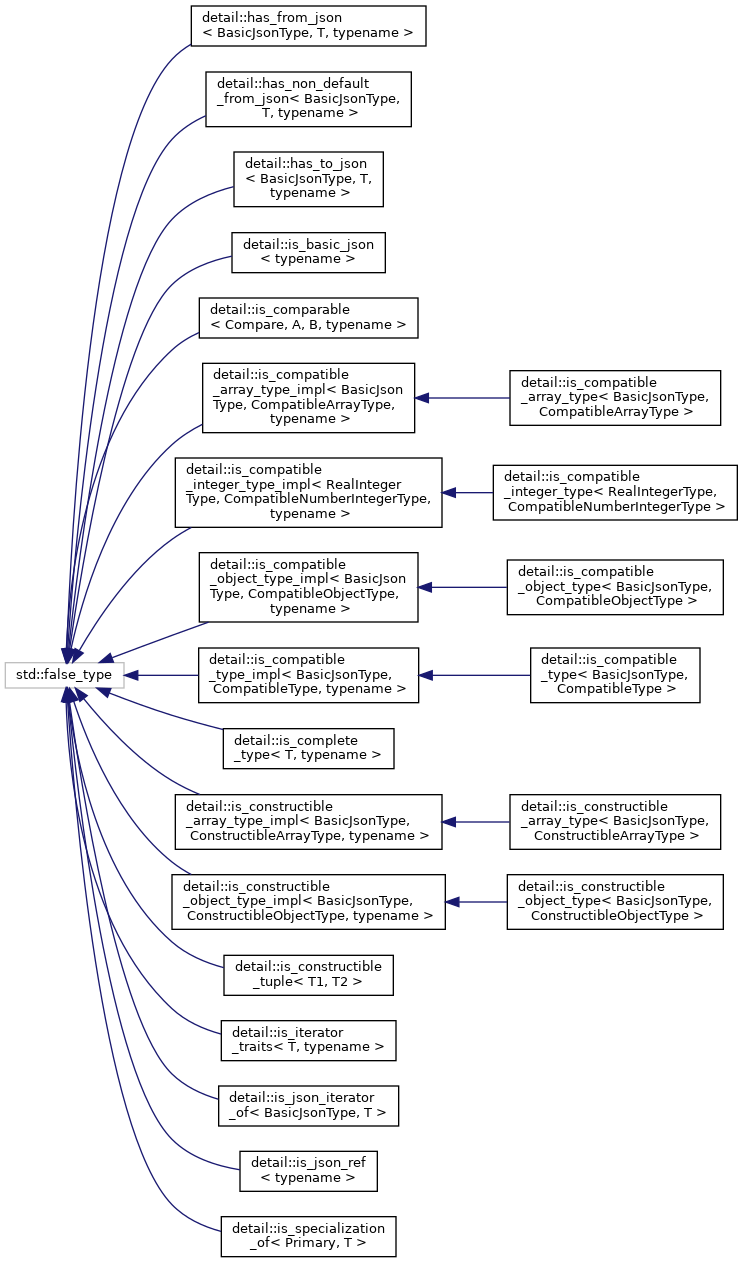 detail::has_from_json
< BasicJsonType, T, typename >
detail::has_non_default
_from_json< BasicJsonType,
T, typename >
detail::has_to_json
< BasicJsonType, T,
typename >
detail::is_basic_json
< typename >
detail::is_comparable
< Compare, A, B, typename >
detail::is_compatible
_array_type_impl< BasicJson
Type, CompatibleArrayType,
typename >
detail::is_compatible
_array_type< BasicJsonType,
CompatibleArrayType >
detail::is_compatible
_integer_type_impl< RealInteger
Type, CompatibleNumberIntegerType,
typename >
detail::is_compatible
_integer_type< RealIntegerType,
CompatibleNumberIntegerType >
detail::is_compatible
_object_type_impl< BasicJson
Type, CompatibleObjectType,
typename >
detail::is_compatible
_object_type< BasicJsonType,
CompatibleObjectType >
std::false_type
detail::is_compatible
_type_impl< BasicJsonType,
CompatibleType, typename >
detail::is_compatible
_type< BasicJsonType,
CompatibleType >
detail::is_complete
_type< T, typename >
detail::is_constructible
_array_type_impl< BasicJsonType,
ConstructibleArrayType, typename >
detail::is_constructible
_array_type< BasicJsonType,
ConstructibleArrayType >
detail::is_constructible
_object_type_impl< BasicJsonType,
ConstructibleObjectType, typename >
detail::is_constructible
_object_type< BasicJsonType,
ConstructibleObjectType >
detail::is_constructible
_tuple< T1, T2 >
detail::is_iterator
_traits< T, typename >
detail::is_json_iterator
_of< BasicJsonType, T >
detail::is_json_ref
< typename >
detail::is_specialization
_of< Primary, T >